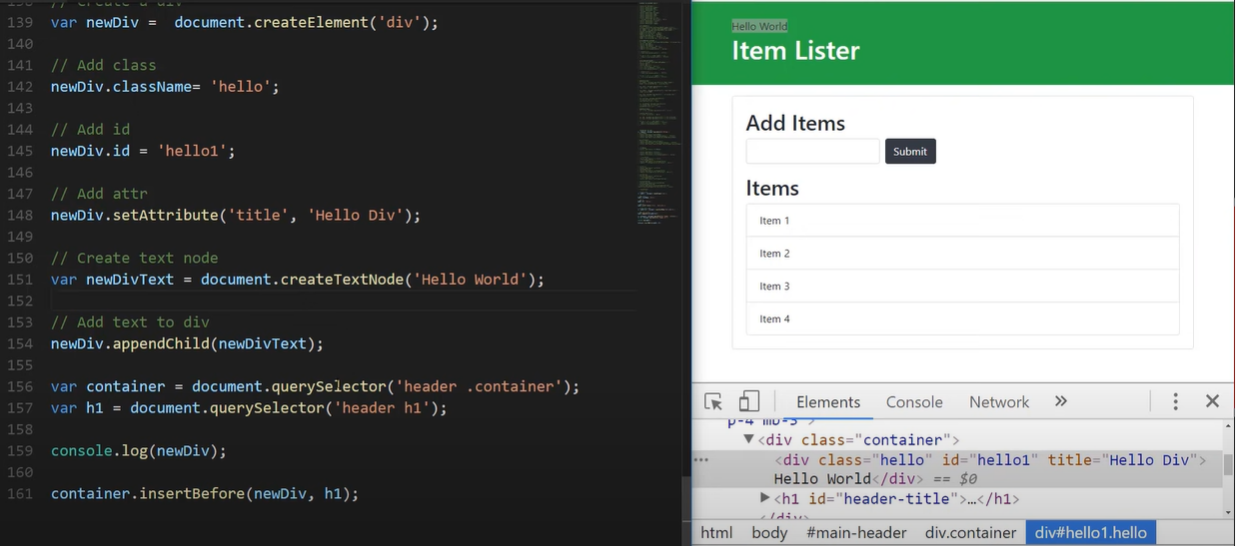 // Create a div
139 var newDiv =  document.createElement('div');
140
141 // Add class
142 newDiv.className= 'hello';
143
144 // Add id
145 newDiv.id = 'hello1';
146
147 // Add attr
148 newDiv.setAttribute('title', 'Hello Div');
149
150 // Create text node
151 var newDivText = document.createTextNode('Hello World');
152
153 // Add text to div
154 newDiv.appendChild(newDivText);
155
156 var container = document.querySelector('header .container');
157 var h1 = document.querySelector('header h1');
158
159 console.log(newDiv);
160
161 container.insertBefore(newDiv, h1);
Hello World
Item Lister
Add Items
Submit
Items
Item 1
Item 2
Item 3
Item 4
Elements Console Network »
p-4 mb-3 >
▼<div class="container">
<div class="hello" id="hello1" title="Hello Div">
Hello World</div> == $0
▶<h1 id="header-title">…</h1>
</div>
html body #main-header div.container div#hello1.hello